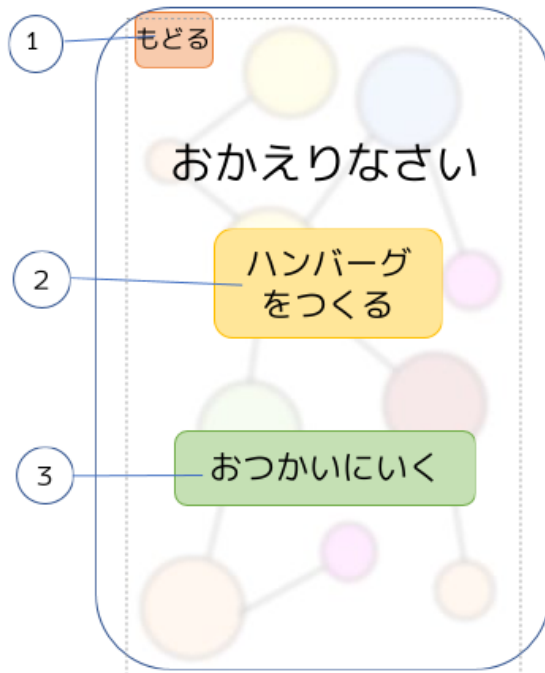 1
もどる
おかえりなさい
2
ハンバーグ
をつくる
3
おつかいにいく